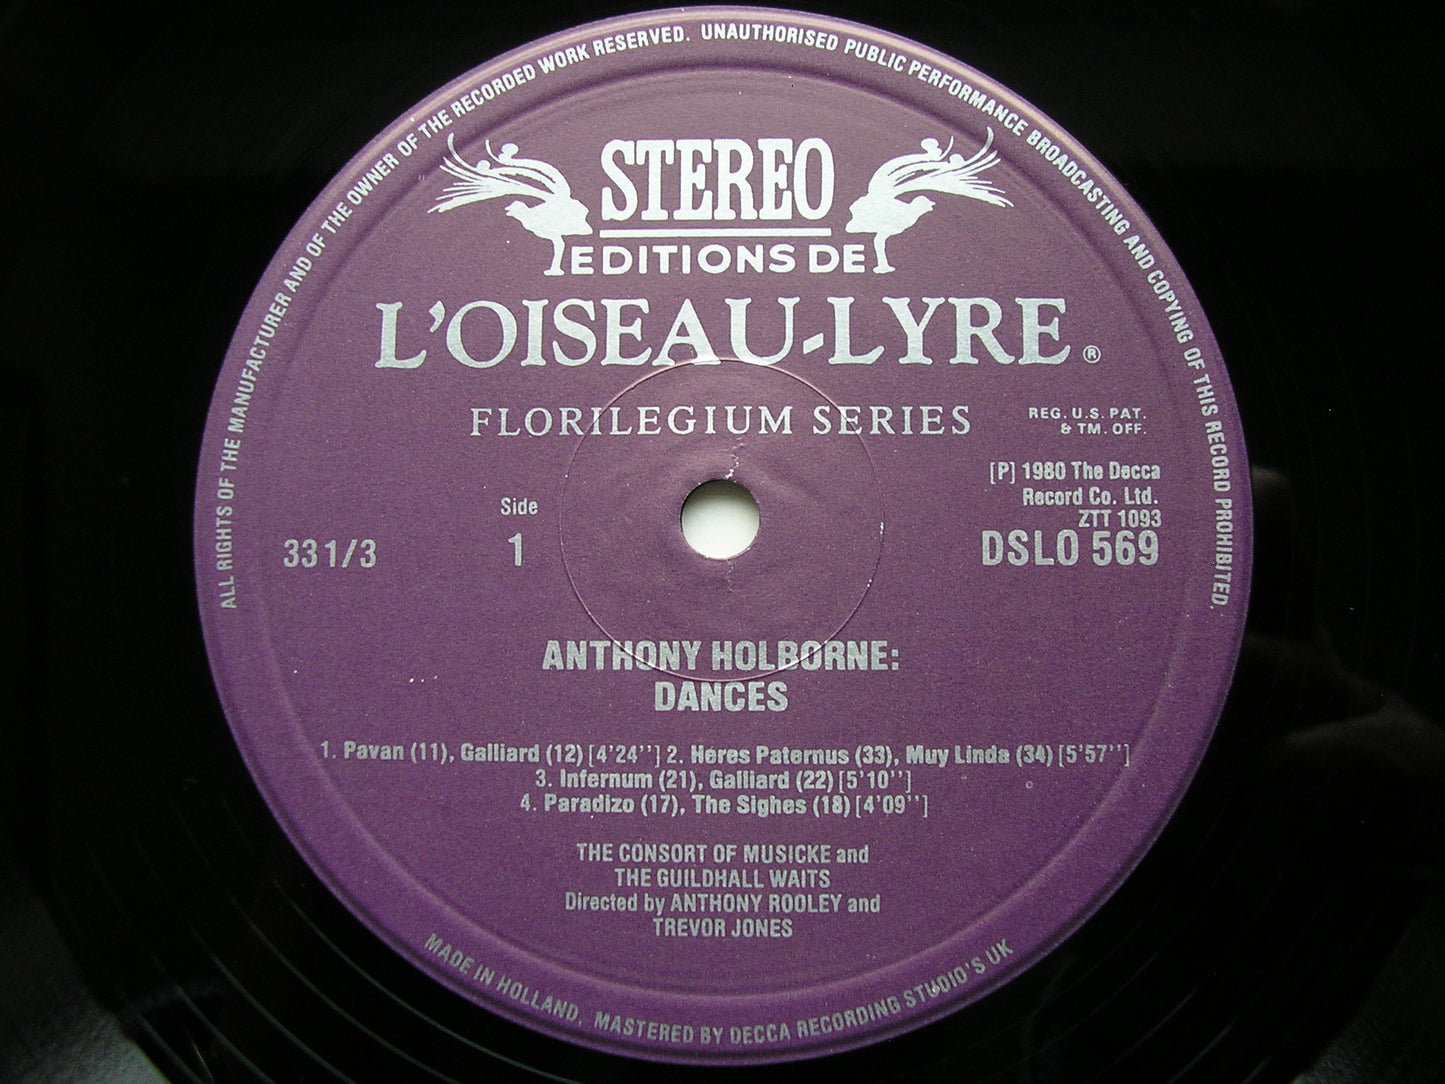 ALL RIGHTS OF THE MANUFACTURER AND OF THE OWNER OF THE RECORDED WORK RESERVED. UNAUTHORISED PUBLIC PERFORMANCE BROADCASTING AND COPYING OF THIS RECORD PROHIBITED.
STEREO
EDITIONS DE
L'OISEAU-LYRE ®
FLORILEGIUM SERIES
REG. U.S. PAT.
& TM. OFF.
[P] 1980 The Decca
Record Co. Ltd.
ZTT 1093
DSLO 569
Side
1
33 1/3
ANTHONY HOLBORNE:
DANCES
1. Pavan (11), Galliard (12) [4'24''] 2. Heres Paternus (33), Muy Linda (34) [5'57'']
3. Infernum (21), Galliard (22) [5'10'']
4. Paradizo (17), The Sighes (18) [4'09'']
THE CONSORT OF MUSICKE and
THE GUILDHALL WAITS
Directed by ANTHONY ROOLEY and
TREVOR JONES
MADE IN HOLLAND, MASTERED BY DECCA RECORDING STUDIO'S UK